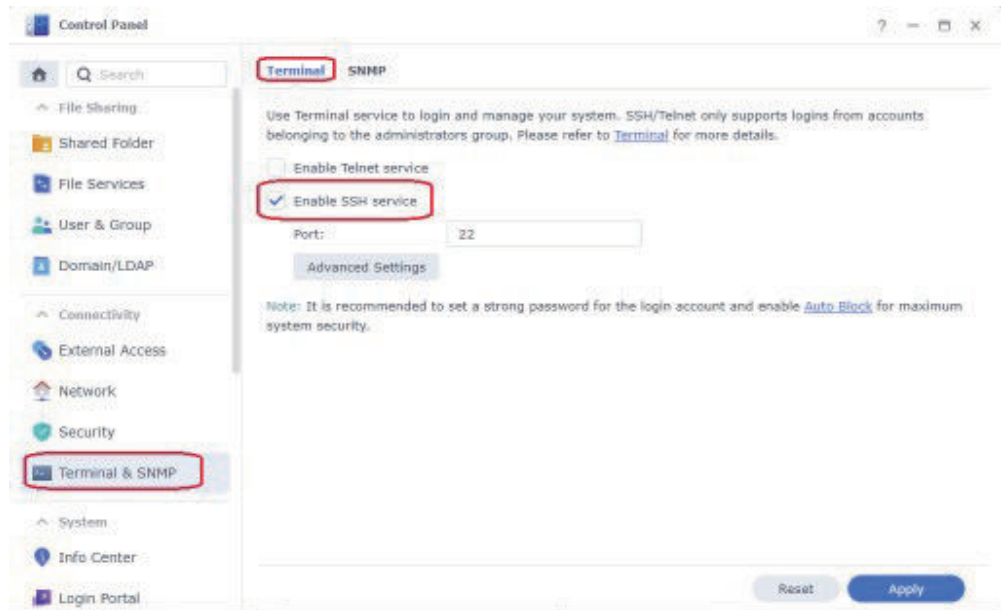 Control Panel
Search
File Sharing
Shared Folder
File Services
User & Group
Domain/LDAP
Connectivity
External Access
Network
Security
Terminal & SNMP
System
Info Center
Login Portal
Terminal SNMP
Use Terminal service to login and manage your system. SSH/Telnet only supports logins from accounts
belonging to the administrators group. Please refer to Terminal for more details.
Enable Telnet service
Enable SSH service
Port: 22
Advanced Settings
Note: It is recommended to set a strong password for the login account and enable Auto Block for maximum
system security.
Reset Apply